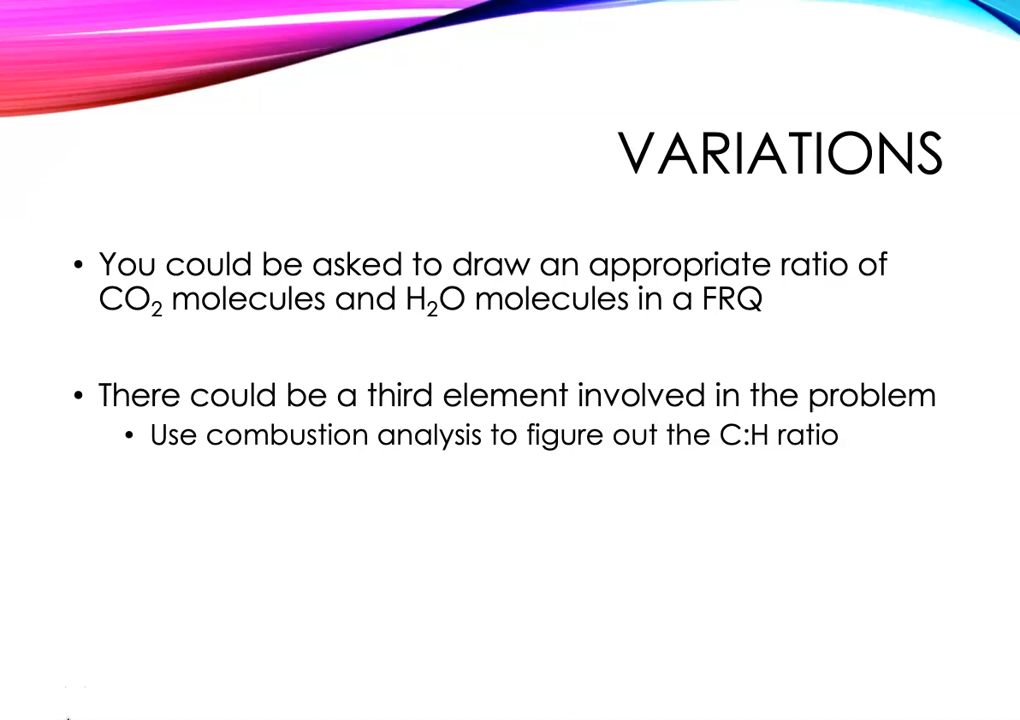 VARIATIONS
• You could be asked to draw an appropriate ratio of
CO₂ molecules and H₂O molecules in a FRQ
• There could be a third element involved in the problem
• Use combustion analysis to figure out the C:H ratio